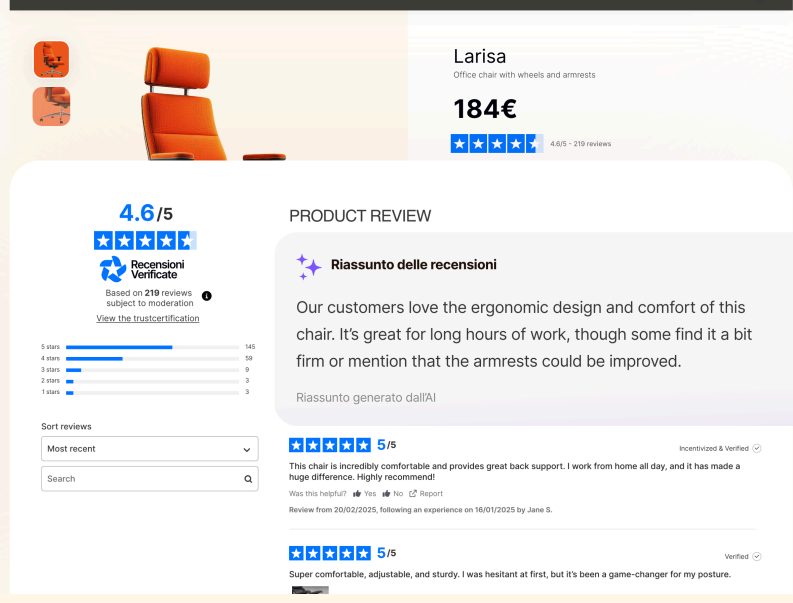 Larisa
Office chair with wheels and armrests
184€
4.6/5 - 219 reviews
4.6/5
Recensioni
Verificate
Based on 219 reviews
subject to moderation
View the trustcertification
5 stars 145
4 stars 59
3 stars 9
2 stars 3
1 stars 3
Sort reviews
Most recent
Search
PRODUCT REVIEW
Riassunto delle recensioni
Our customers love the ergonomic design and comfort of this
chair. It’s great for long hours of work, though some find it a bit
firm or mention that the armrests could be improved.
Riassunto generato dall'AI
5/5
Incentivized & Verified
This chair is incredibly comfortable and provides great back support. I work from home all day, and it has made a
huge difference. Highly recommend!
Was this helpful? Yes No Report
Review from 20/02/2025, following an experience on 16/01/2025 by Jane S.
5/5
Verified
Super comfortable, adjustable, and sturdy. I was hesitant at first, but it’s been a game-changer for my posture.